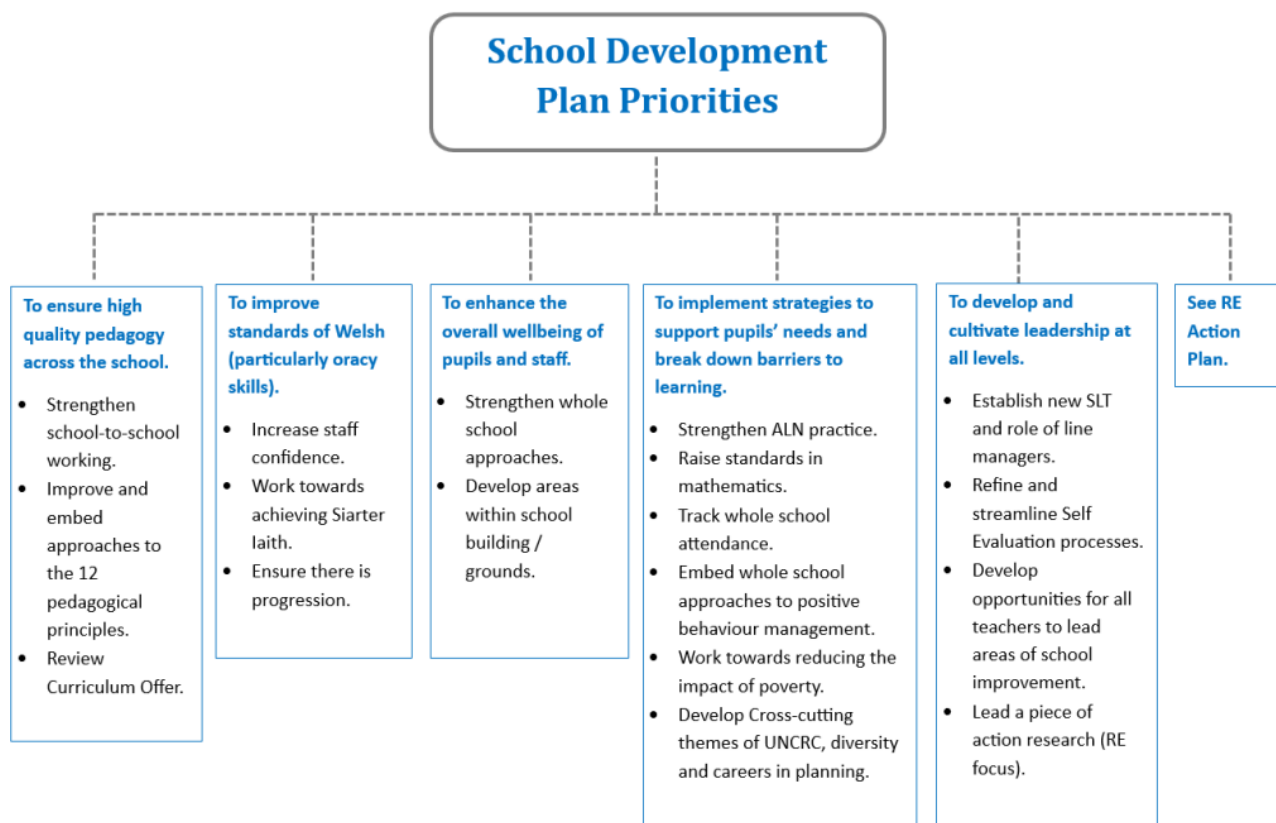 School Development
Plan Priorities
To ensure high
quality pedagogy
across the school.
• Strengthen
school-to-school
working.
• Improve and
embed
approaches to
the 12
pedagogical
principles.
• Review
Curriculum Offer.
To improve
standards of Welsh
(particularly oracy
skills).
• Increase staff
confidence.
• Work towards
achieving Siarter
Iaith.
• Ensure there is
progression.
To enhance the
overall wellbeing of
pupils and staff.
• Strengthen whole
school
approaches.
• Develop areas
within school
building /
grounds.
To implement strategies to
support pupils’ needs and
break down barriers to
learning.
• Strengthen ALN practice.
• Raise standards in
mathematics.
• Track whole school
attendance.
• Embed whole school
approaches to positive
behaviour management.
• Work towards reducing the
impact of poverty.
• Develop Cross-cutting
themes of UNCRC, diversity
and careers in planning.
To develop and
cultivate leadership at
all levels.
• Establish new SLT
and role of line
managers.
• Refine and
streamline Self
Evaluation processes.
• Develop
opportunities for all
teachers to lead
areas of school
improvement.
• Lead a piece of
action research (RE
focus).
See RE
Action
Plan.